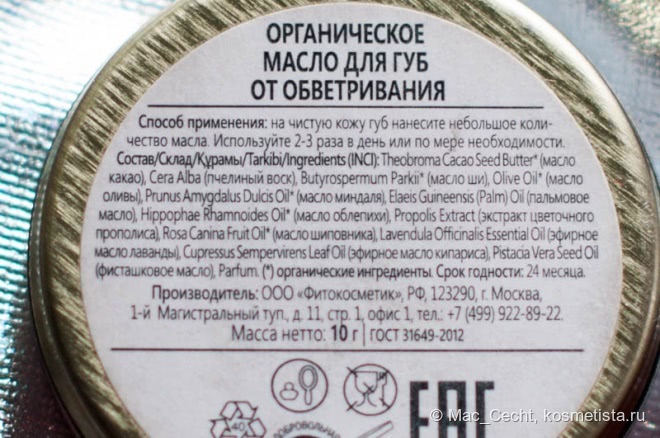 ОРГАНИЧЕСКОЕ
МАСЛО ДЛЯ ГУБ
ОТ ОБВЕТРИВАНИЯ
Способ применения: на чистую кожу губ нанесите небольшое коли-
чество масла. Используйте 2-3 раза в день или по мере необходимости.
Состав/Склад/Құрамы/Tarkibi/Ingredients (INCI): Theobroma Cacao Seed Butter* (масло
какао), Cera Alba (пчелиный воск), Butyrospermum Parkii* (масло ши), Olive Oil* (масло
оливы), Prunus Amygdalus Dulcis Oil* (масло миндаля), Elaeis Guineensis (Palm) Oil (пальмовое
масло), Hippophae Rhamnoides Oil* (масло облепихи), Propolis Extract (экстракт цветочного
прополиса), Rosa Canina Fruit Oil* (масло шиповника), Lavendula Officinalis Essential Oil (эфирное
масло лаванды), Cupressus Sempervirens Leaf Oil (эфирное масло кипариса), Pistacia Vera Seed Oil
(фисташковое масло), Parfum. (*) органические ингредиенты. Срок годности: 24 месяца.
Производитель: ООО «Фитокосметик», РФ, 123290, г. Москва,
1-й Магистральный туп., д. 11, стр. 1, офис 1, тел.: +7 (499) 922-89-22.
Масса нетто: 10 г | ГОСТ 31649-2012
40
ДОБРОВОЛЬНАЯ
EAC
© Mac_Cecht, kosmetista.ru